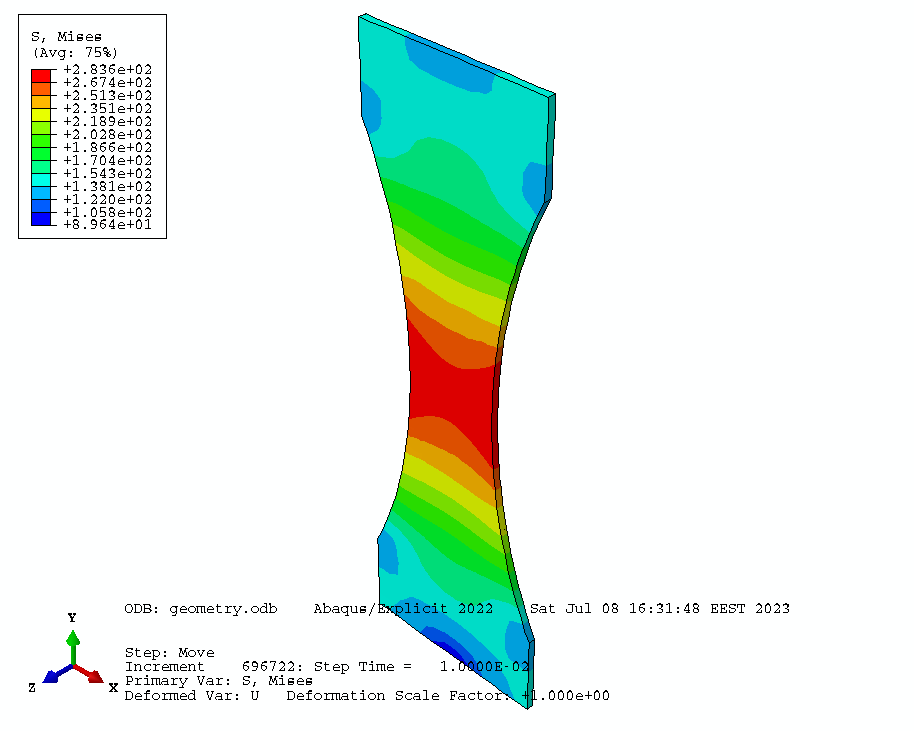 S, Mises
(Avg: 75%)
+2.836e+02
+2.674e+02
+2.513e+02
+2.351e+02
+2.189e+02
+2.028e+02
+1.866e+02
+1.704e+02
+1.543e+02
+1.381e+02
+1.220e+02
+1.058e+02
+8.964e+01
ODB: geometry.odb Abaqus/Explicit 2022 Sat Jul 08 16:31:48 EEST 2023
Y
Z
X
Step: Move
Increment 696722: Step Time = 1.0000E-02
Primary Var: S, Mises
Deformed Var: U Deformation Scale Factor: +1.000e+00